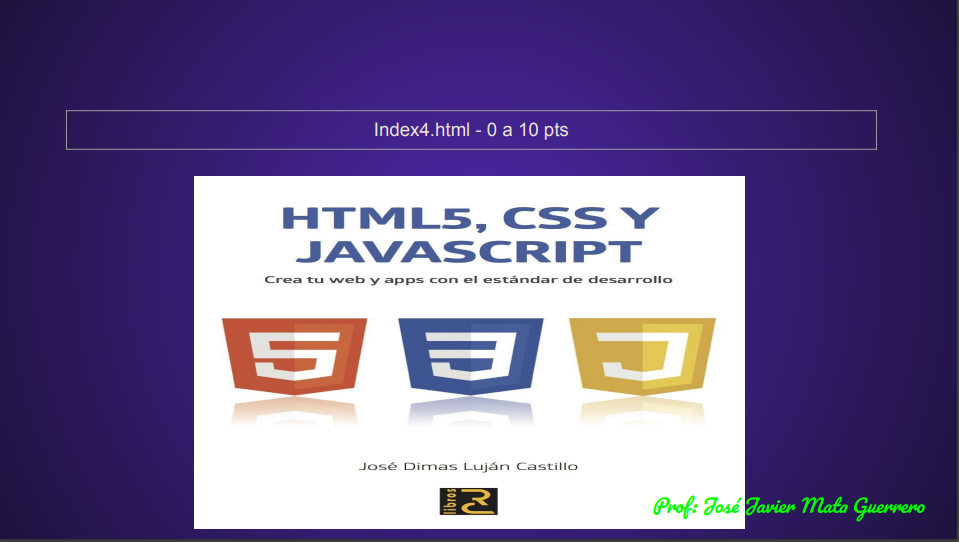 Index4.html - 0 a 10 pts
HTML5, CSS Y
JAVASCRIPT
Crea tu web y apps con el estándar de desarrollo
José Dimas Luján Castillo
libros
Prof: José Javier Mata Guerrero